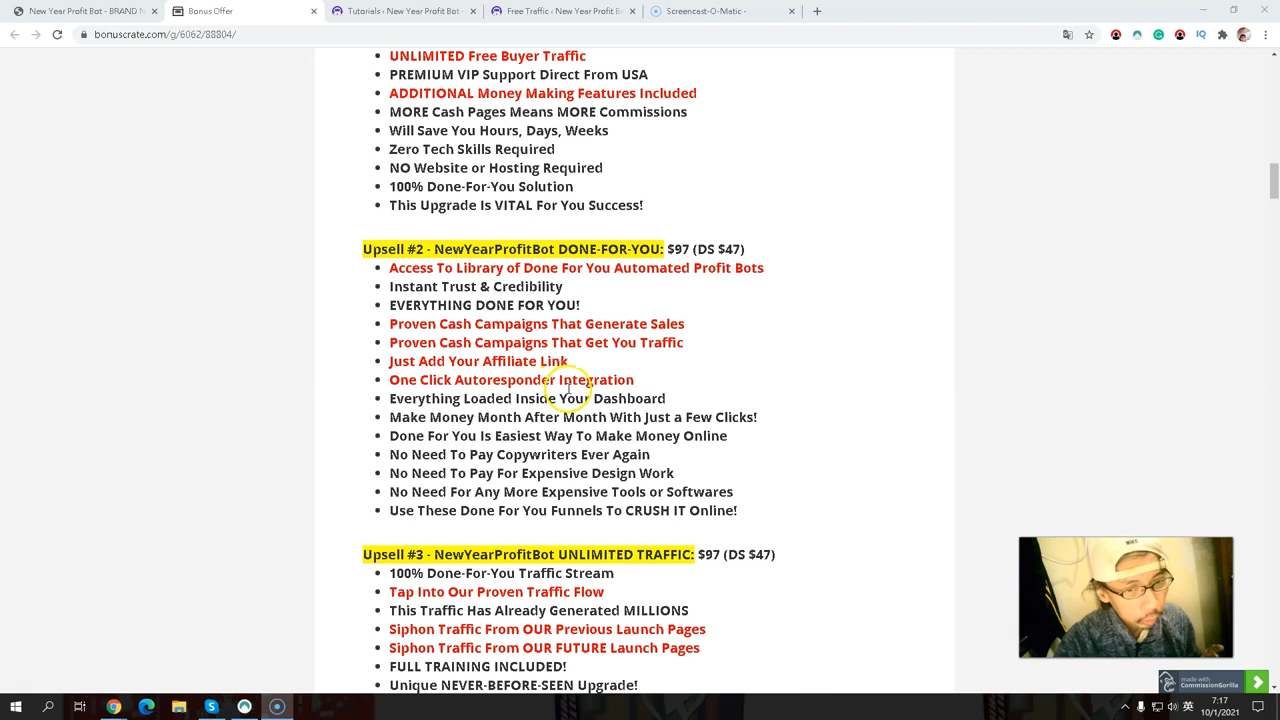 New Year Profit Bot - BRAND N
Bonus Offer
Tutorials - New Year Profit Bot -
Free Traffic - New Year Profit Bot
Screencast-O-Matic -
bonuscrate.com/g/6062/88804/
UNLIMITED Free Buyer Traffic
PREMIUM VIP Support Direct From USA
ADDITIONAL Money Making Features Included
MORE Cash Pages Means MORE Commissions
Will Save You Hours, Days, Weeks
Zero Tech Skills Required
NO Website or Hosting Required
100% Done-For-You Solution
This Upgrade Is VITAL For You Success!
Upsell #2 - NewYearProfitBot DONE-FOR-YOU: $97 (DS $47)
Access To Library of Done For You Automated Profit Bots
Instant Trust & Credibility
EVERYTHING DONE FOR YOU!
Proven Cash Campaigns That Generate Sales
Proven Cash Campaigns That Get You Traffic
Just Add Your Affiliate Link
One Click Autoresponder Integration
Everything Loaded Inside Your Dashboard
Make Money Month After Month With Just a Few Clicks!
Done For You Is Easiest Way To Make Money Online
No Need To Pay Copywriters Ever Again
No Need To Pay For Expensive Design Work
No Need For Any More Expensive Tools or Softwares
Use These Done For You Funnels To CRUSH IT Online!
Upsell #3 - NewYearProfitBot UNLIMITED TRAFFIC: $97 (DS $47)
100% Done-For-You Traffic Stream
Tap Into Our Proven Traffic Flow
This Traffic Has Already Generated MILLIONS
Siphon Traffic From OUR Previous Launch Pages
Siphon Traffic From OUR FUTURE Launch Pages
FULL TRAINING INCLUDED!
Unique NEVER-BEFORE-SEEN Upgrade!
made with
CommissionGorilla
英
7:17
10/1/2021